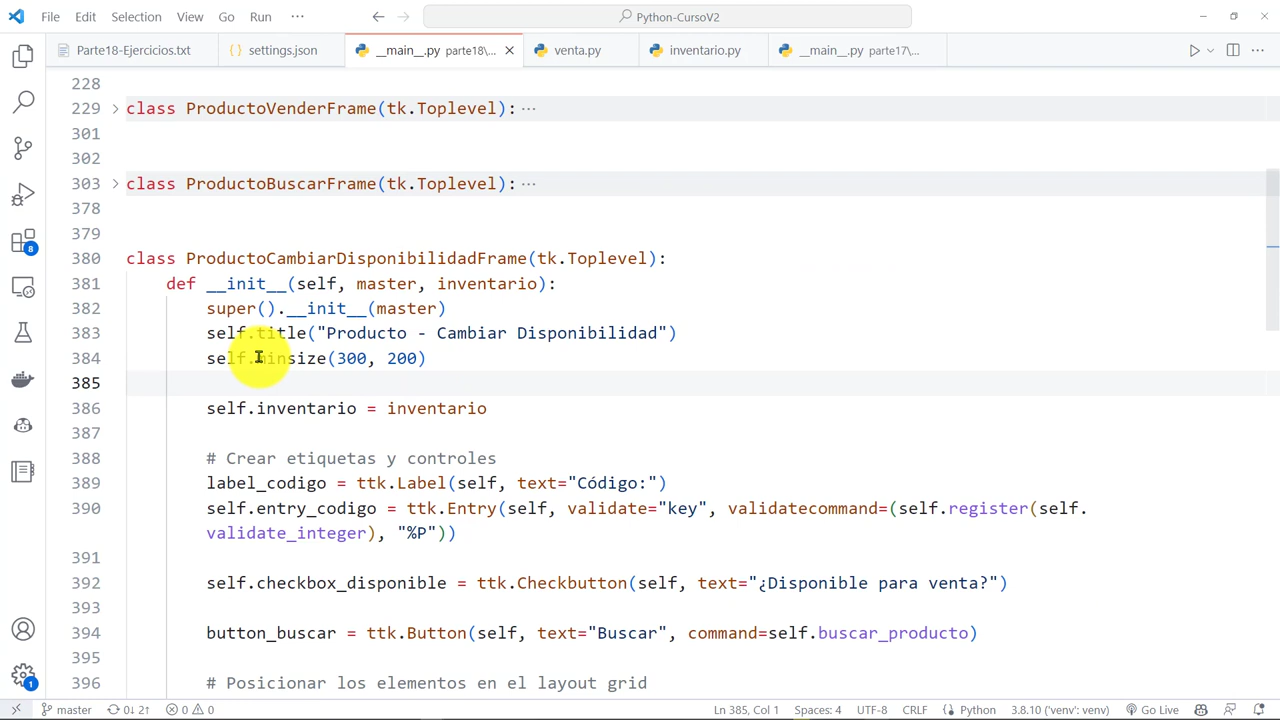 File Edit Selection View Go Run ··· Python-CursoV2
Parte18-Ejercicios.txt {} settings.json __main__.py parte18\... venta.py inventario.py __main__.py parte17\...
228
229 class ProductoVenderFrame(tk.Toplevel): ···
301
302
303 class ProductoBuscarFrame(tk.Toplevel): ···
378
379
380 class ProductoCambiarDisponibilidadFrame(tk.Toplevel):
381 def __init__(self, master, inventario):
382 super().__init__(master)
383 self.title("Producto - Cambiar Disponibilidad")
384 self.minsize(300, 200)
385
386 self.inventario = inventario
387
388 # Crear etiquetas y controles
389 label_codigo = ttk.Label(self, text="Código:")
390 self.entry_codigo = ttk.Entry(self, validate="key", validatecommand=(self.register(self.
validate_integer), "%P"))
391
392 self.checkbox_disponible = ttk.Checkbutton(self, text="¿Disponible para venta?")
393
394 button_buscar = ttk.Button(self, text="Buscar", command=self.buscar_producto)
395
396 # Posicionar los elementos en el layout grid
8
1
master 0↓ 2↑ 0 0 Ln 385, Col 1 Spaces: 4 UTF-8 CRLF Python 3.8.10 ('venv': venv) Go Live